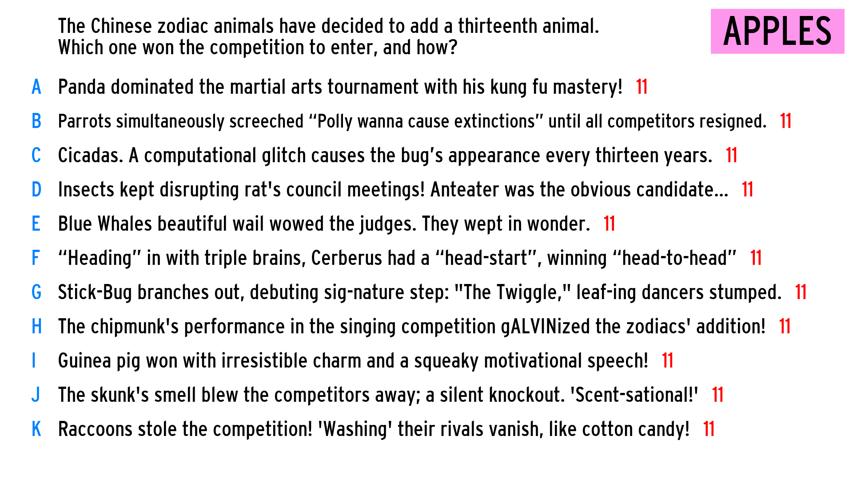 The Chinese zodiac animals have decided to add a thirteenth animal.
Which one won the competition to enter, and how?
APPLES
A Panda dominated the martial arts tournament with his kung fu mastery! 11
B Parrots simultaneously screeched “Polly wanna cause extinctions” until all competitors resigned. 11
C Cicadas. A computational glitch causes the bug’s appearance every thirteen years. 11
D Insects kept disrupting rat's council meetings! Anteater was the obvious candidate... 11
E Blue Whales beautiful wail wowed the judges. They wept in wonder. 11
F “Heading” in with triple brains, Cerberus had a “head-start”, winning “head-to-head” 11
G Stick-Bug branches out, debuting sig-nature step: "The Twiggle," leaf-ing dancers stumped. 11
H The chipmunk's performance in the singing competition gALVINized the zodiacs' addition! 11
I Guinea pig won with irresistible charm and a squeaky motivational speech! 11
J The skunk's smell blew the competitors away; a silent knockout. 'Scent-sational!' 11
K Raccoons stole the competition! 'Washing' their rivals vanish, like cotton candy! 11